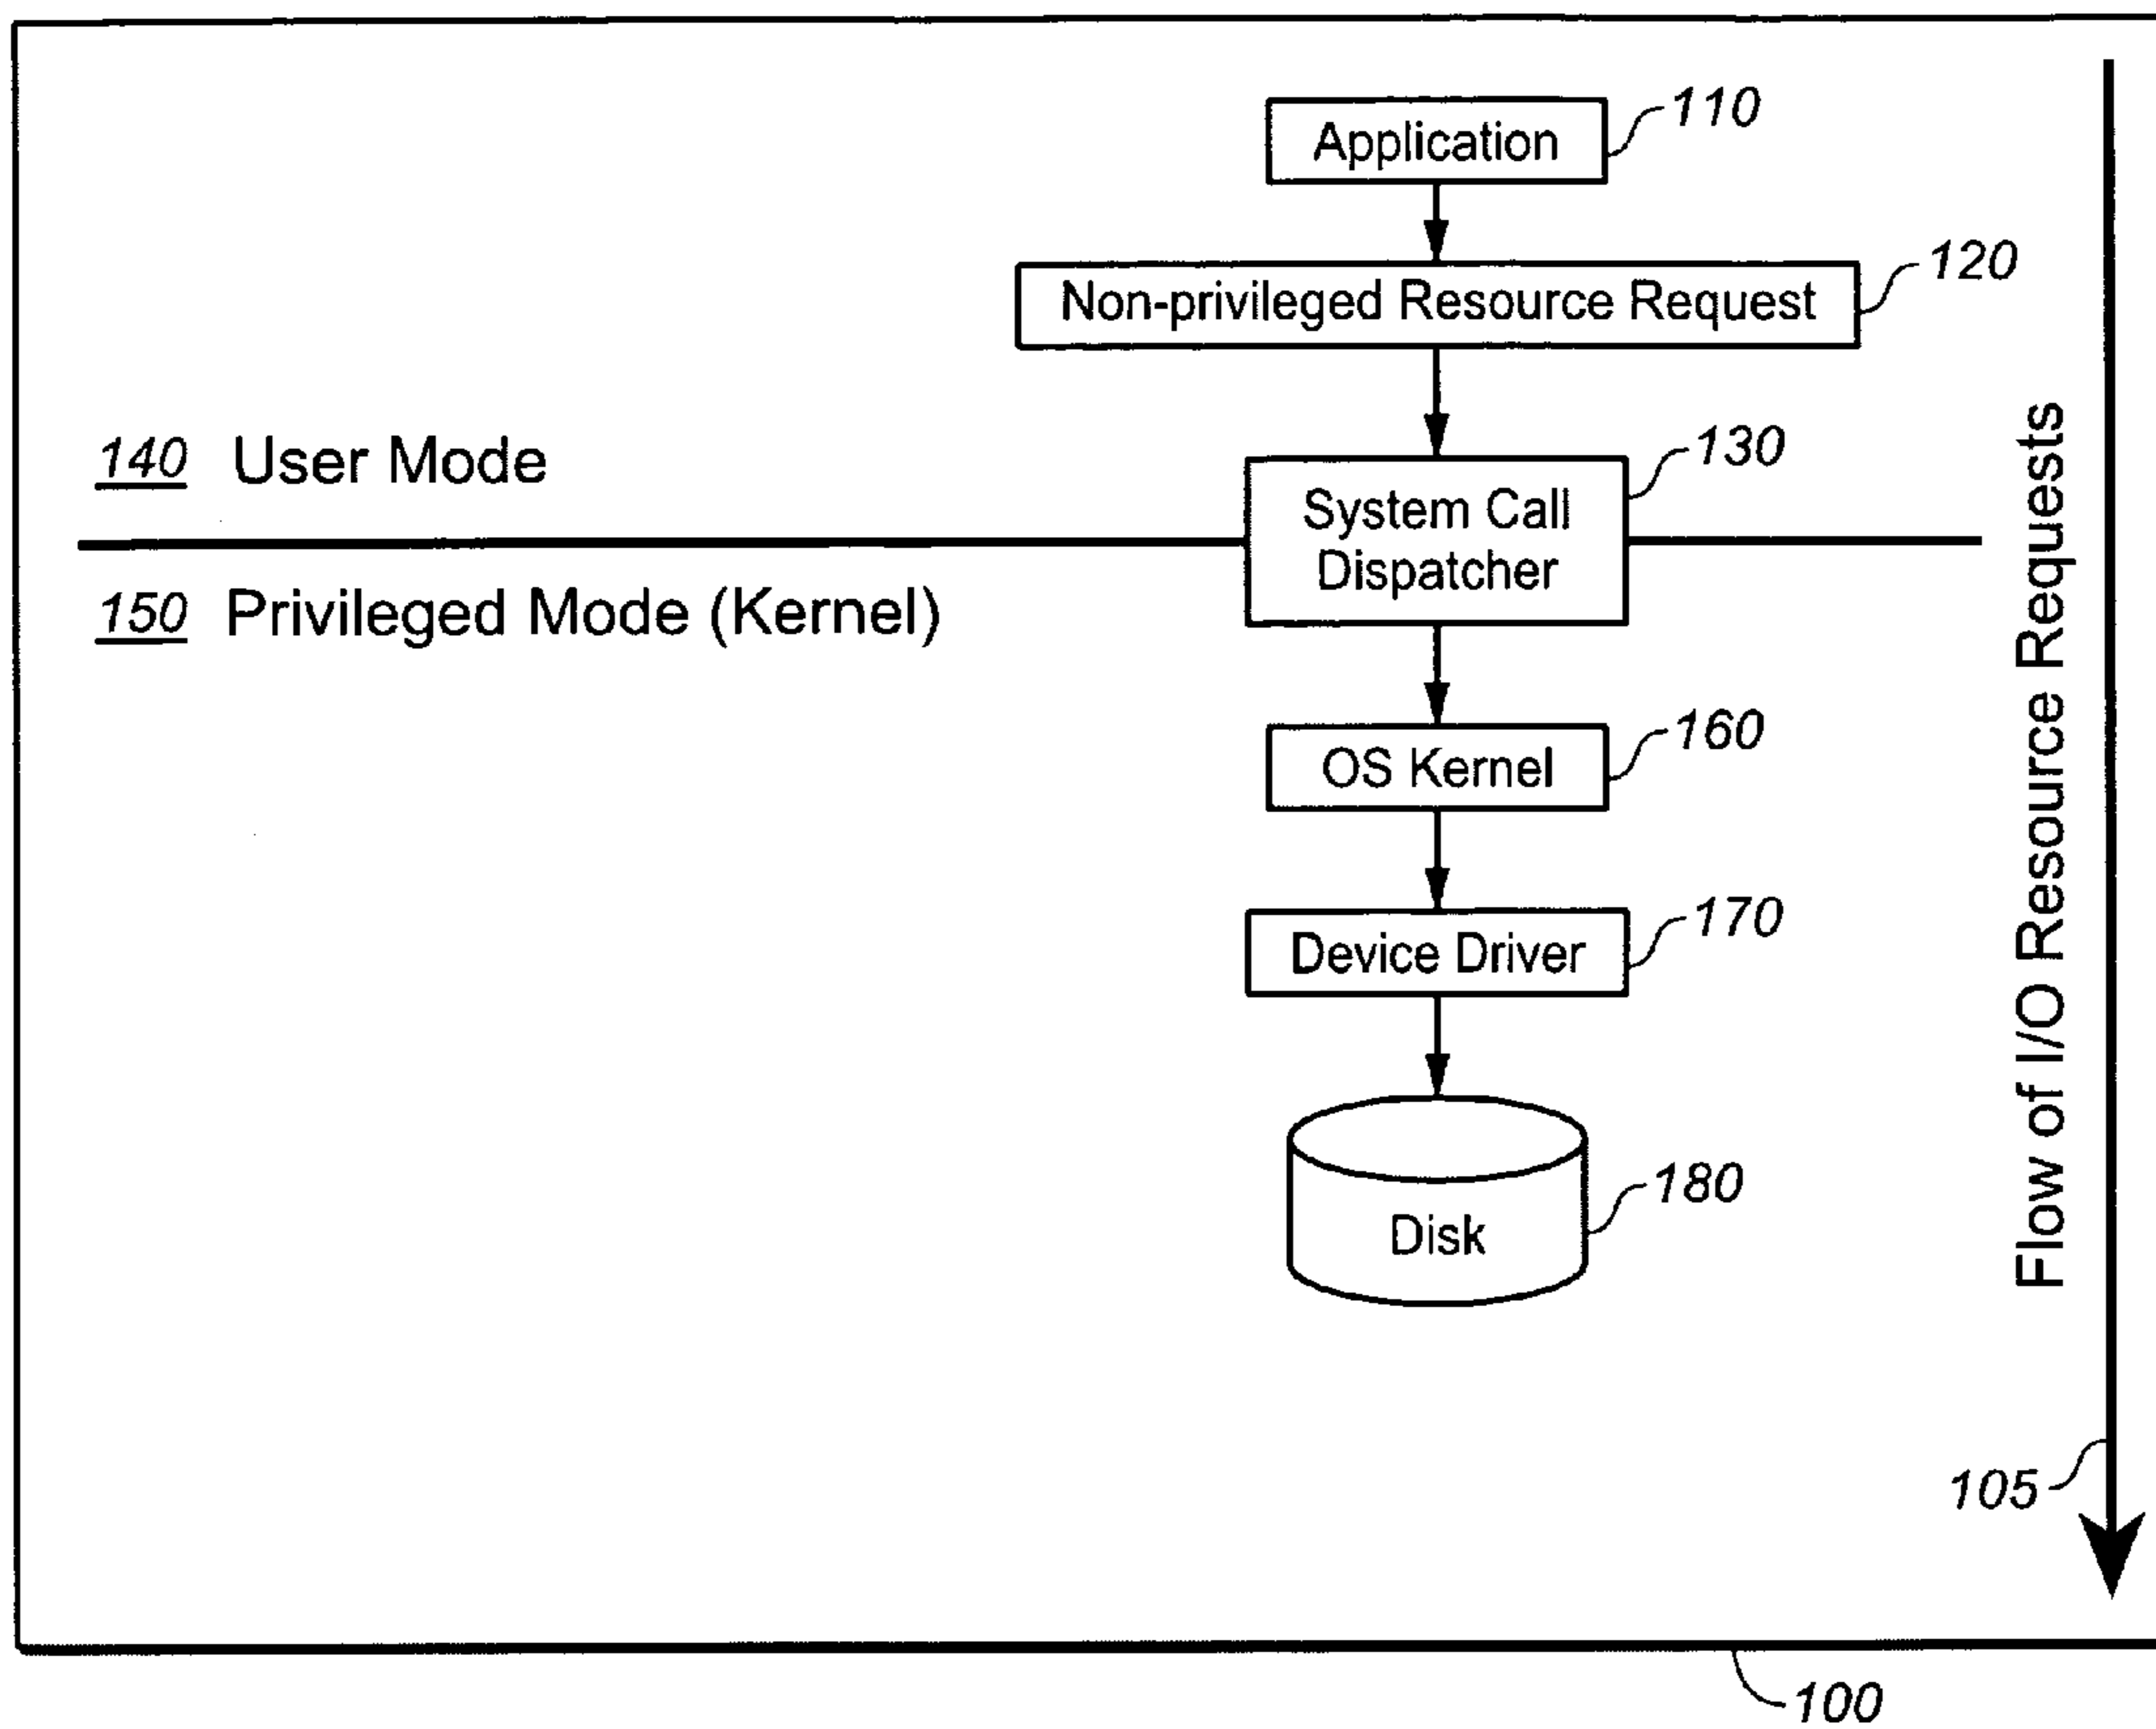 Application
110
Non-privileged Resource Request
120
140 User Mode
System Call
Dispatcher
130
150 Privileged Mode (Kernel)
OS Kernel
160
Device Driver
170
Disk
180
Flow of I/O Resource Requests
105
100